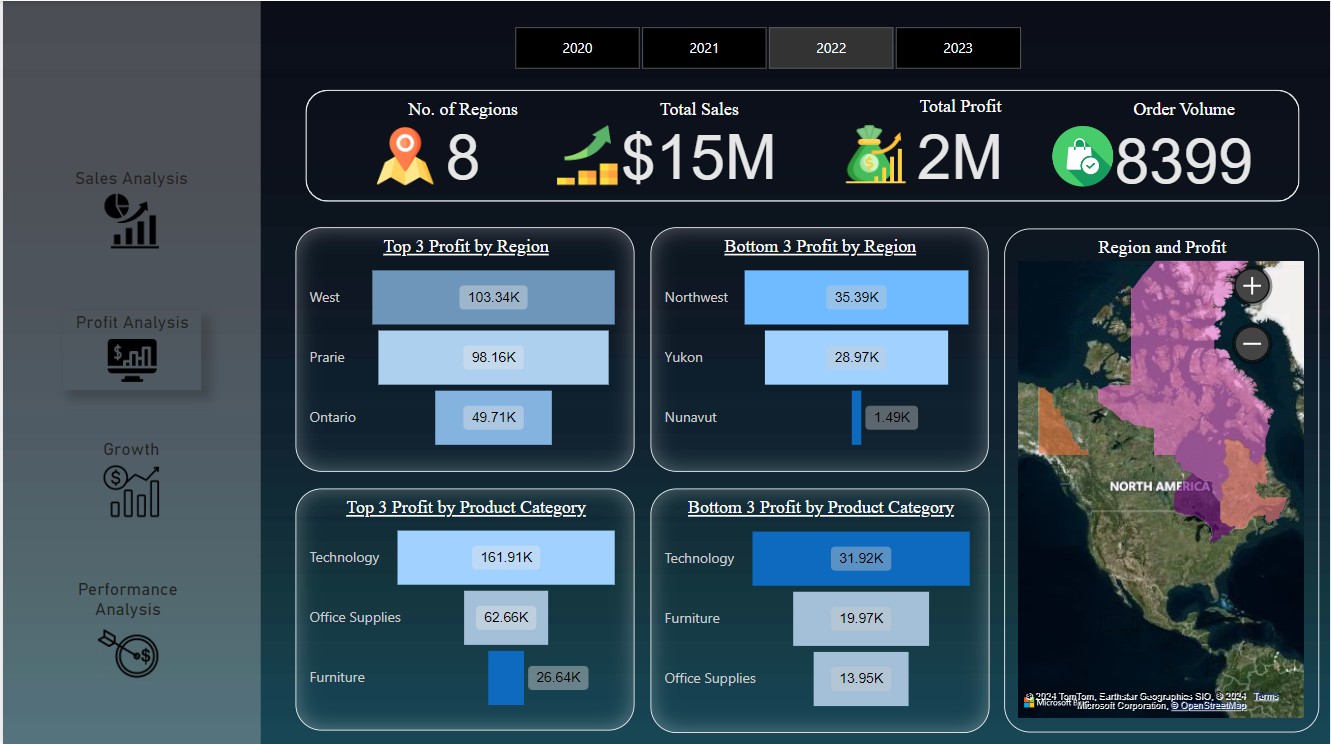 2020
2021
2022
2023
No. of Regions
8
Total Sales
$15M
Total Profit
2M
Order Volume
8399
Sales Analysis
Profit Analysis
$
Growth
$
Performance
Analysis
$
Top 3 Profit by Region
West
103.34K
Prarie
98.16K
Ontario
49.71K
Bottom 3 Profit by Region
Northwest
35.39K
Yukon
28.97K
Nunavut
1.49K
Region and Profit
NORTH AMERICA
© 2024 TomTom, Earthstar Geographics SIO, © 2024 Terms
Microsoft
Microsoft Corporation, © OpenStreetMap
Top 3 Profit by Product Category
Technology
161.91K
Office Supplies
62.66K
Furniture
26.64K
Bottom 3 Profit by Product Category
Technology
31.92K
Furniture
19.97K
Office Supplies
13.95K